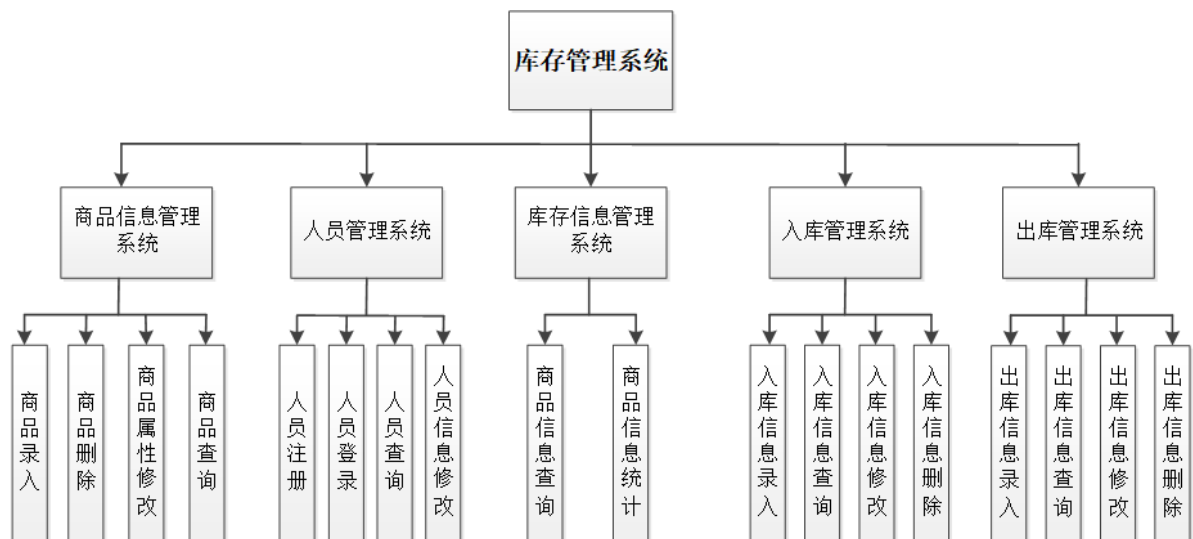 库存管理系统
商品信息管理
系统
人员管理系统
库存信息管理
系统
入库管理系统
出库管理系统
商品录入
商品删除
商品属性修改
商品查询
人员注册
人员登录
人员查询
人员信息修改
商品信息查询
商品信息统计
入库信息录入
入库信息查询
入库信息修改
入库信息删除
出库信息录入
出库信息查询
出库信息修改
出库信息删除